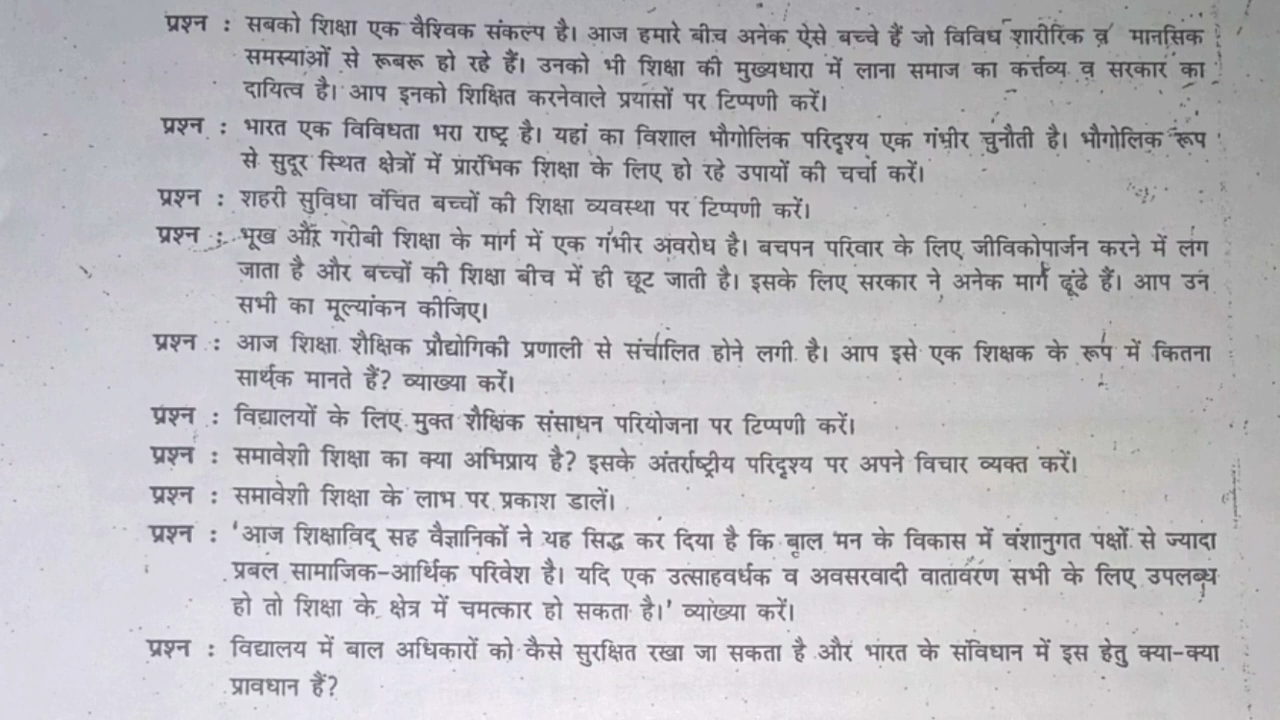 प्रश्न : सबको शिक्षा एक वैश्विक संकल्प है। आज हमारे बीच अनेक ऐसे बच्चे हैं जो विविध शारीरिक व मानसिक
समस्याओं से रूबरू हो रहे हैं। उनको भी शिक्षा की मुख्यधारा में लाना समाज का कर्त्तव्य व सरकार का
दायित्व है। आप इनको शिक्षित करनेवाले प्रयासों पर टिप्पणी करें।
प्रश्न : भारत एक विविधता भरा राष्ट्र है। यहां का विशाल भौगोलिक परिदृश्य एक गंभीर चुनौती है। भौगोलिक रूप
से सुदूर स्थित क्षेत्रों में प्रारंभिक शिक्षा के लिए हो रहे उपायों की चर्चा करें।
प्रश्न : शहरी सुविधा वंचित बच्चों की शिक्षा व्यवस्था पर टिप्पणी करें।
प्रश्न : भूख और गरीबी शिक्षा के मार्ग में एक गंभीर अवरोध है। बचपन परिवार के लिए जीविकोपार्जन करने में लग
जाता है और बच्चों की शिक्षा बीच में ही छूट जाती है। इसके लिए सरकार ने अनेक मार्ग ढूंढे हैं। आप उन
सभी का मूल्यांकन कीजिए।
प्रश्न : आज शिक्षा शैक्षिक प्रौद्योगिकी प्रणाली से संचालित होने लगी है। आप इसे एक शिक्षक के रूप में कितना
सार्थक मानते हैं? व्याख्या करें।
प्रश्न : विद्यालयों के लिए मुक्त शैक्षिक संसाधन परियोजना पर टिप्पणी करें।
प्रश्न : समावेशी शिक्षा का क्या अभिप्राय है? इसके अंतर्राष्ट्रीय परिदृश्य पर अपने विचार व्यक्त करें।
प्रश्न : समावेशी शिक्षा के लाभ पर प्रकाश डालें।
प्रश्न : 'आज शिक्षाविद् सह वैज्ञानिकों ने यह सिद्ध कर दिया है कि बाल मन के विकास में वंशानुगत पक्षों से ज्यादा
प्रबल सामाजिक-आर्थिक परिवेश है। यदि एक उत्साहवर्धक व अवसरवादी वातावरण सभी के लिए उपलब्ध
हो तो शिक्षा के क्षेत्र में चमत्कार हो सकता है।' व्याख्या करें।
प्रश्न : विद्यालय में बाल अधिकारों को कैसे सुरक्षित रखा जा सकता है और भारत के संविधान में इस हेतु क्या-क्या
प्रावधान हैं?